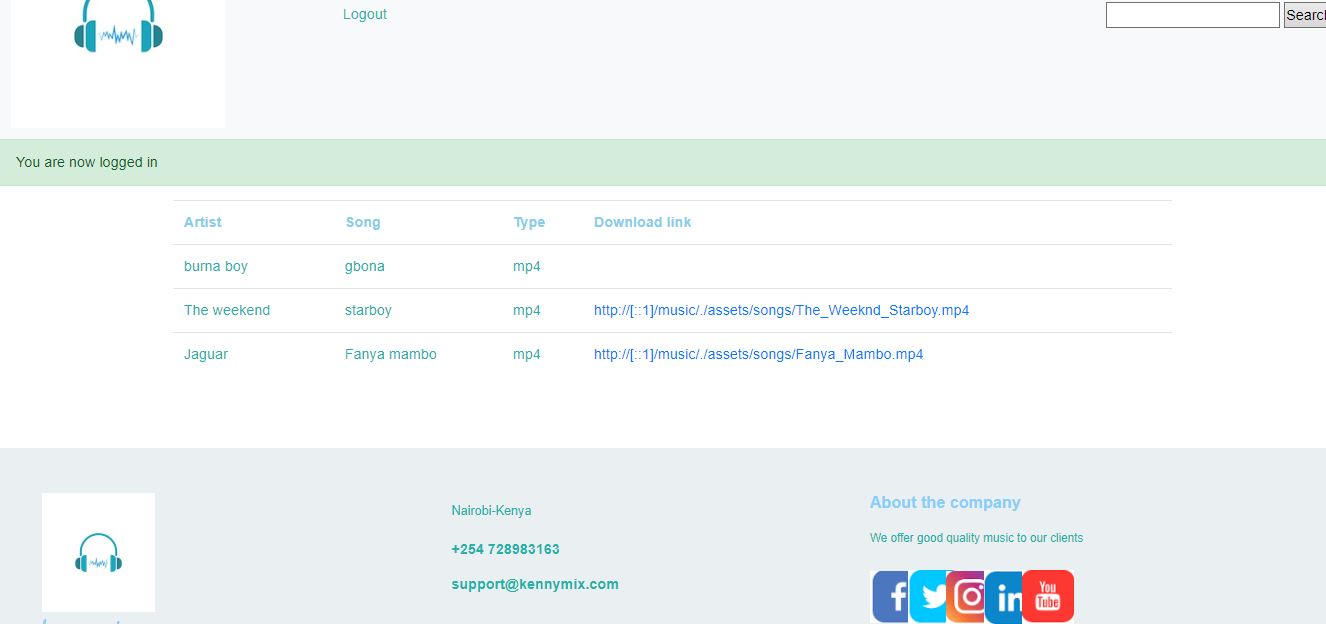 Logout
Search
You are now logged in
Artist Song Type Download link
burna boy gbona mp4
The weekend starboy mp4 http://[::1]/music/./assets/songs/The_Weeknd_Starboy.mp4
Jaguar Fanya mambo mp4 http://[::1]/music/./assets/songs/Fanya_Mambo.mp4
Nairobi-Kenya
+254 728983163
support@kennymix.com
About the company
We offer good quality music to our clients
f in You
Tube